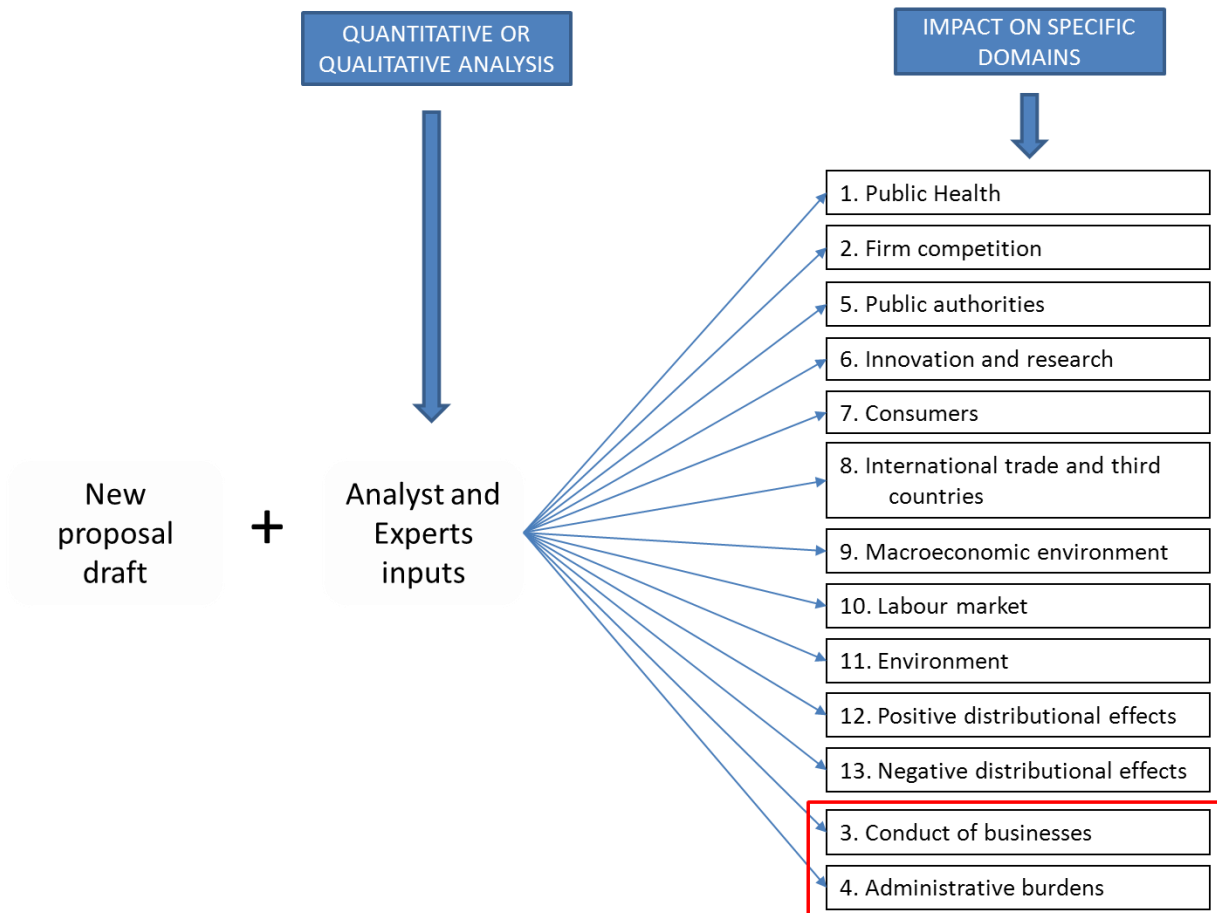 QUANTITATIVE OR
QUALITATIVE ANALYSIS
IMPACT ON SPECIFIC
DOMAINS
New
proposal
draft
+
Analyst and
Experts
inputs
1. Public Health
2. Firm competition
5. Public authorities
6. Innovation and research
7. Consumers
8. International trade and third
countries
9. Macroeconomic environment
10. Labour market
11. Environment
12. Positive distributional effects
13. Negative distributional effects
3. Conduct of businesses
4. Administrative burdens